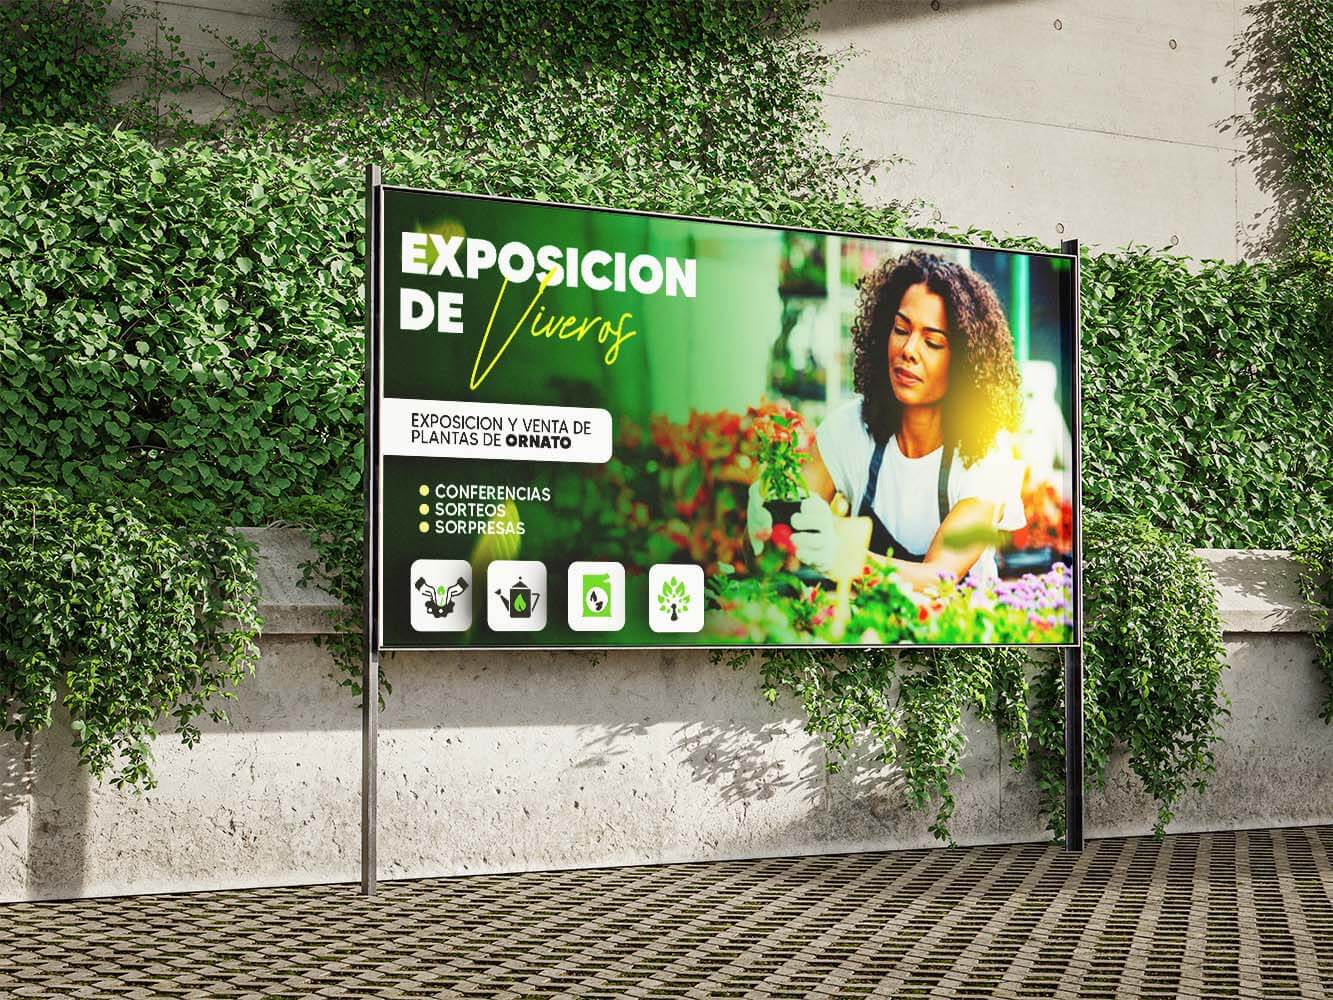 EXPOSICION
DE Viveros
EXPOSICION Y VENTA DE
PLANTAS DE ORNATO
CONFERENCIAS
SORTEOS
SORPRESAS